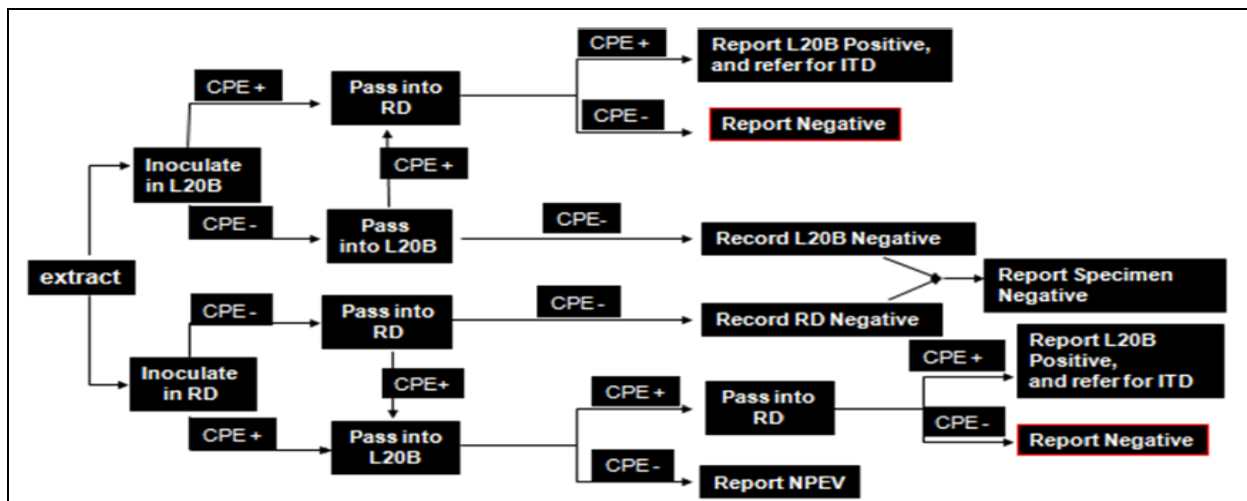 CPE +
Report L20B Positive,
and refer for ITD
CPE +
Pass into
RD
CPE -
Report Negative
Inoculate
in L20B
CPE +
CPE -
Pass
into L20B
CPE-
Record L20B Negative
extract
Report Specimen
Negative
CPE -
Pass into
RD
CPE -
Record RD Negative
Inoculate
in RD
CPE+
CPE +
Pass into
RD
CPE +
Report L20B
Positive,
and refer for ITD
CPE +
Pass into
L20B
CPE -
Report Negative
CPE -
Report NPEV